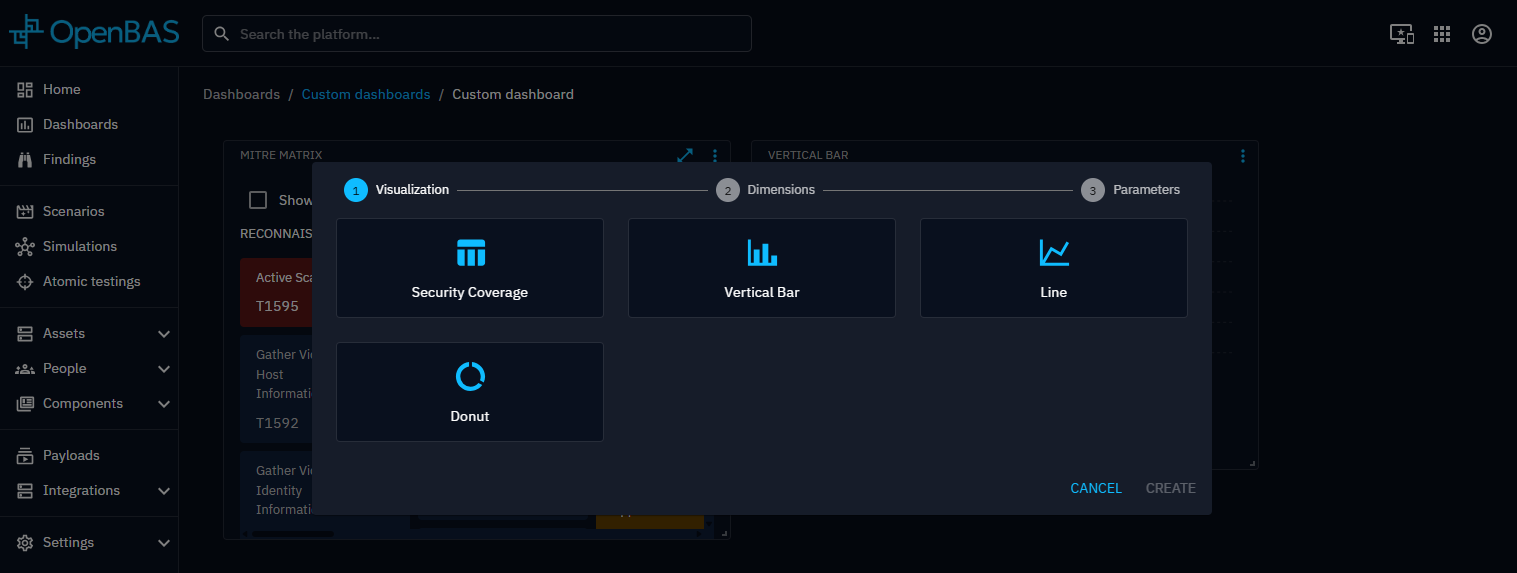 OpenBAS
Search the platform...
Home
Dashboards
Findings
Scenarios
Simulations
Atomic testings
Assets
People
Components
Payloads
Integrations
Settings
Dashboards / Custom dashboards / Custom dashboard
MITRE MATRIX
VERTICAL BAR
Show
RECONNAIS
Active Sca
T1595
Gather Vi
Host
Informati
T1592
Gather Vi
Identity
Informati
1 Visualization
2 Dimensions
3 Parameters
Security Coverage
Vertical Bar
Line
Donut
CANCEL
CREATE